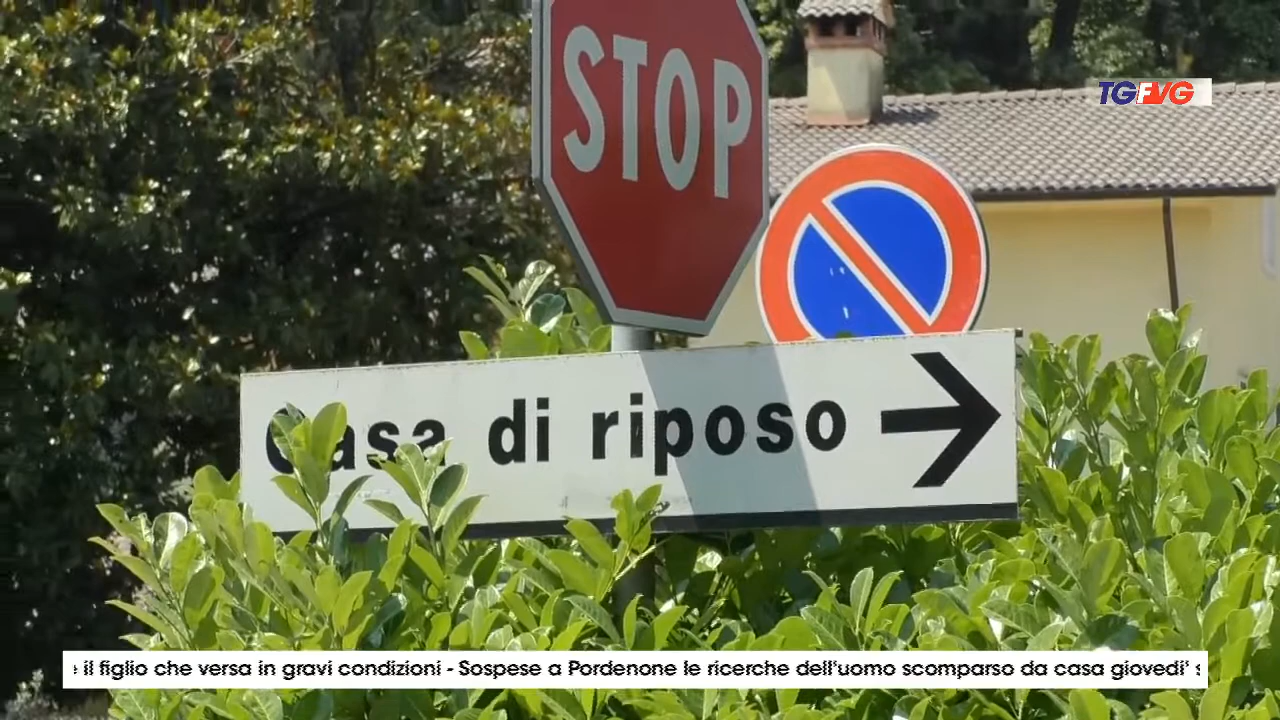 STOP
TGFVG
Casa di riposo
il figlio che versa in gravi condizioni - Sospese a Pordenone le ricerche dell'uomo scomparso da casa giovedi'